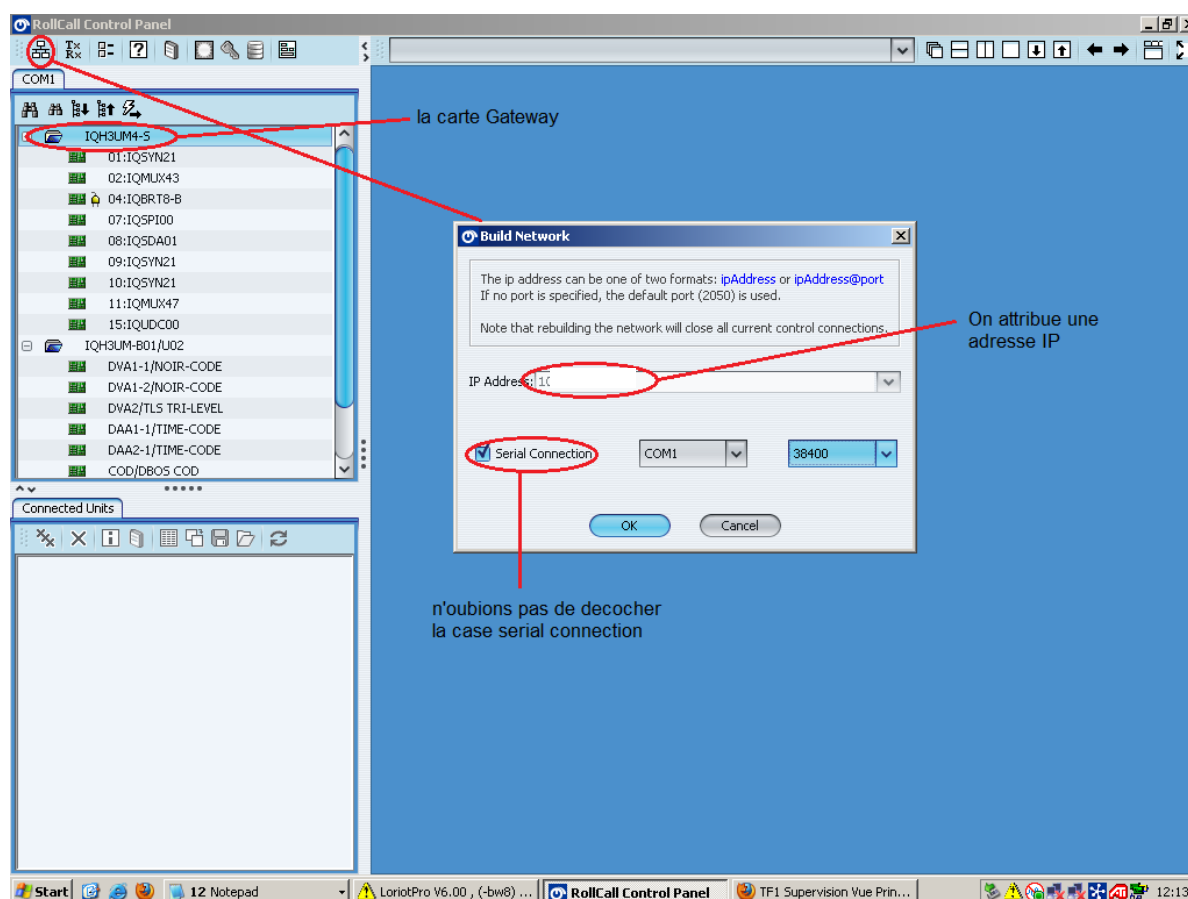 RollCall Control Panel
COM1
IQH3UM4-S
01:IQSYN21
02:IQMUX43
04:IQBRT8-B
07:IQSPI00
08:IQSDA01
09:IQSYN21
10:IQSYN21
11:IQMUX47
15:IQUDC00
IQH3UM-B01/U02
DVA1-1/NOIR-CODE
DVA1-2/NOIR-CODE
DVA2/TLS TRI-LEVEL
DAA1-1/TIME-CODE
DAA2-1/TIME-CODE
COD/DBOS COD
Connected Units
la carte Gateway
Build Network
The ip address can be one of two formats: ipAddress or ipAddress@port
If no port is specified, the default port (2050) is used.
Note that rebuilding the network will close all current control connections.
IP Address: 10
On attribue une
adresse IP
Serial Connection COM1 38400
OK Cancel
n'oubions pas de decocher
la case serial connection
Start 12 Notepad LoriotPro V6.00 , (-bw8) ... RollCall Control Panel TF1 Supervision Vue Prin... 12:13